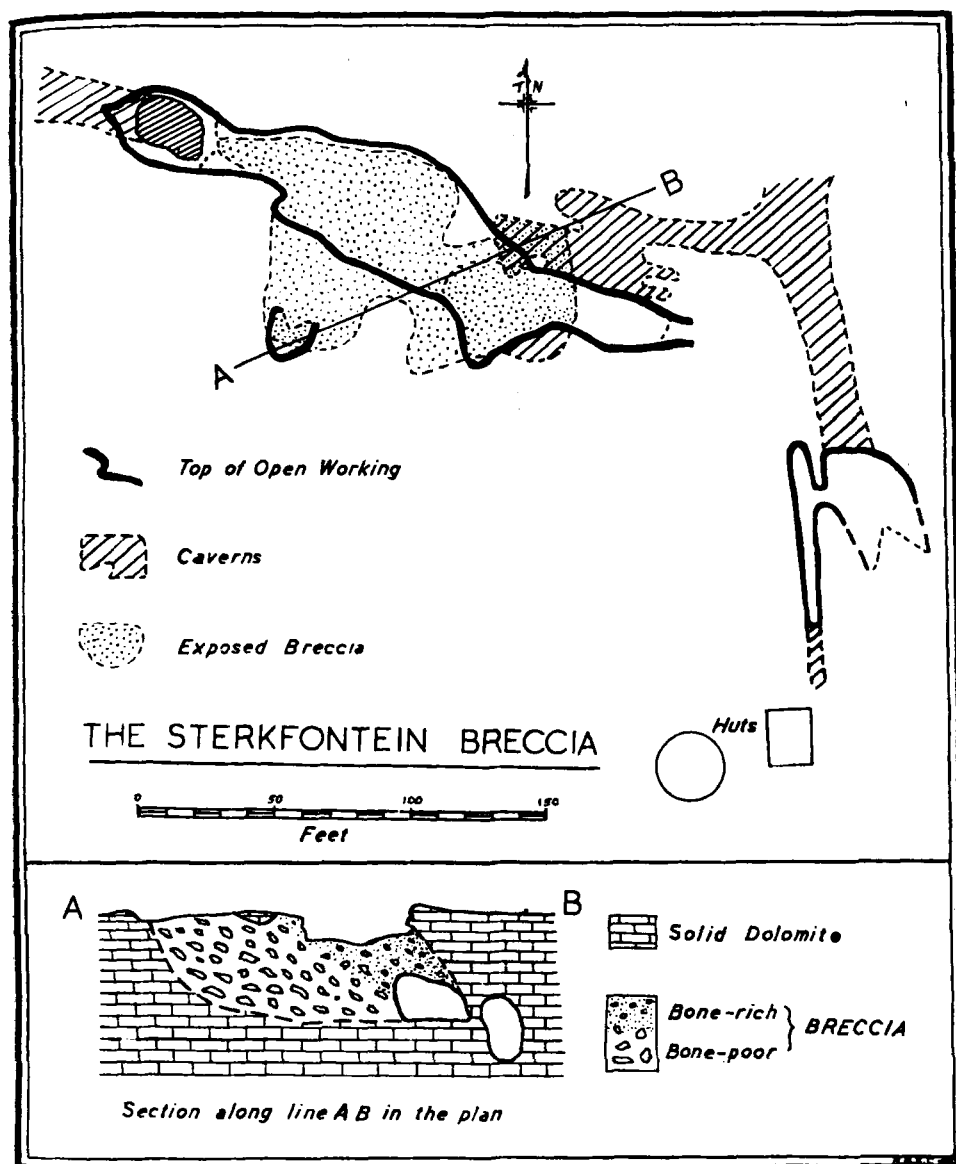 N
B
A
Top of Open Working
Caverns
Exposed Breccia
THE STERKFONTEIN BRECCIA
Huts
0 50 100 150
Feet
A B
Solid Dolomite
Bone-rich
BRECCIA
Bone-poor
Section along line AB in the plan